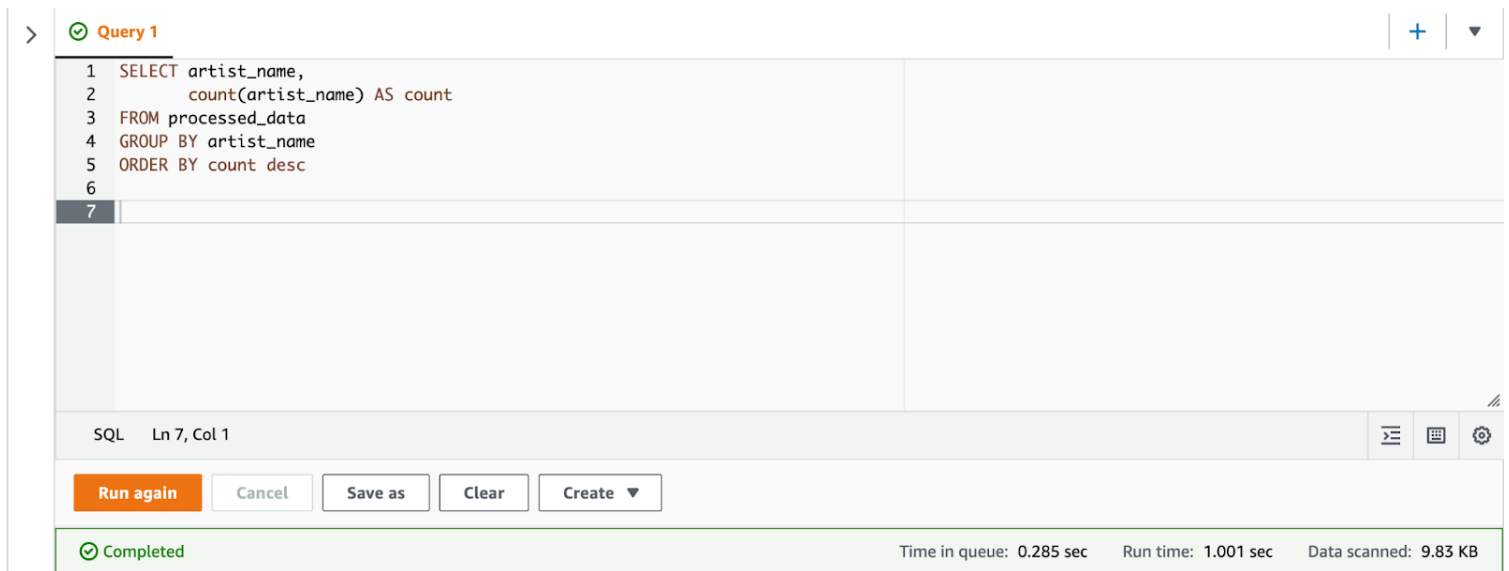 Query 1
1 SELECT artist_name,
2 count(artist_name) AS count
3 FROM processed_data
4 GROUP BY artist_name
5 ORDER BY count desc
6
7
SQL Ln 7, Col 1
Run again Cancel Save as Clear Create
Completed Time in queue: 0.285 sec Run time: 1.001 sec Data scanned: 9.83 KB